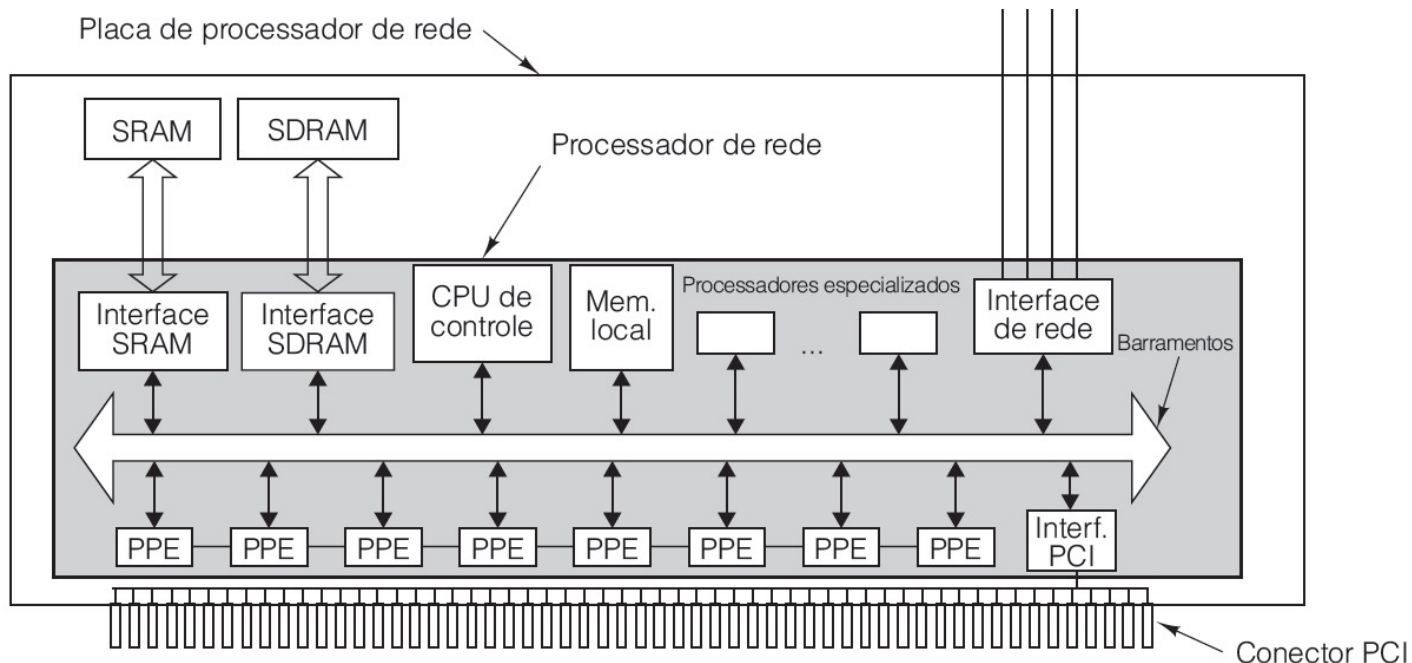 Placa de processador de rede
SRAM
SDRAM
Processador de rede
Interface
SRAM
Interface
SDRAM
CPU de
controle
Mem.
local
Processadores especializados
...
Interface
de rede
Barramentos
PPE
PPE
PPE
PPE
PPE
PPE
PPE
PPE
Interf.
PCI
Conector PCI